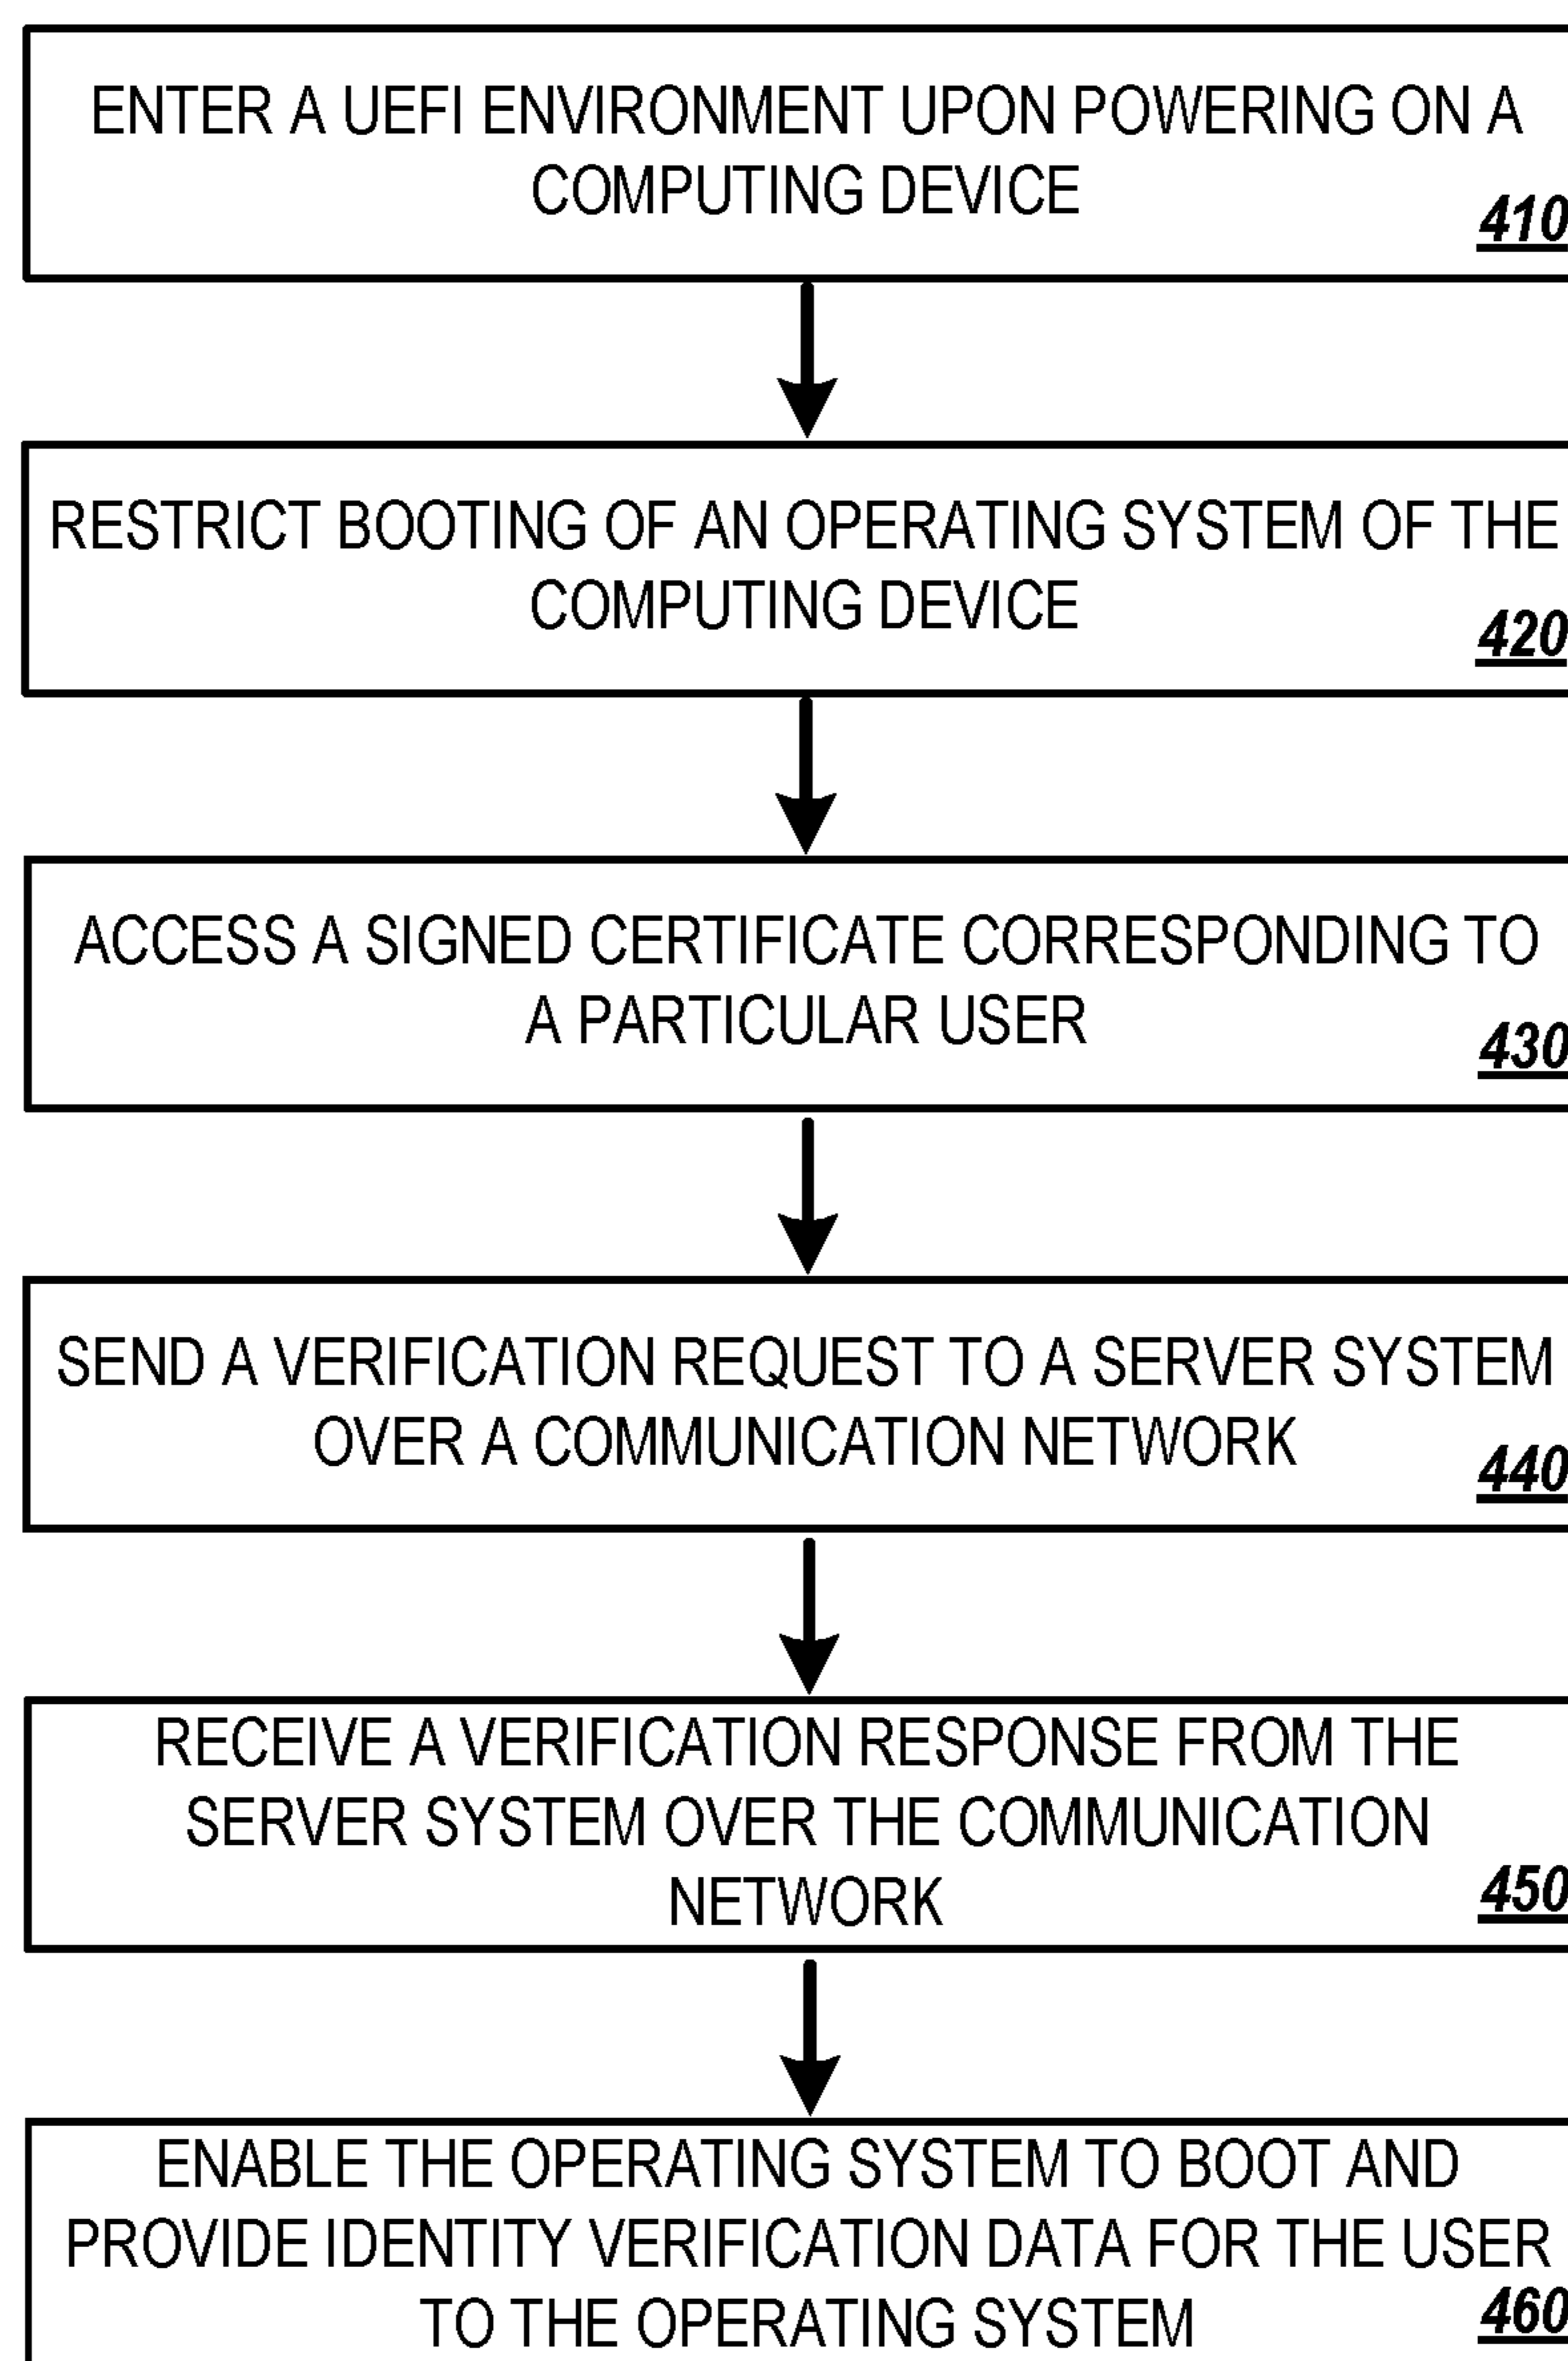 ENTER A UEFI ENVIRONMENT UPON POWERING ON A
COMPUTING DEVICE
410
RESTRICT BOOTING OF AN OPERATING SYSTEM OF THE
COMPUTING DEVICE
420
ACCESS A SIGNED CERTIFICATE CORRESPONDING TO
A PARTICULAR USER
430
SEND A VERIFICATION REQUEST TO A SERVER SYSTEM
OVER A COMMUNICATION NETWORK
440
RECEIVE A VERIFICATION RESPONSE FROM THE
SERVER SYSTEM OVER THE COMMUNICATION
NETWORK
450
ENABLE THE OPERATING SYSTEM TO BOOT AND
PROVIDE IDENTITY VERIFICATION DATA FOR THE USER
TO THE OPERATING SYSTEM
460